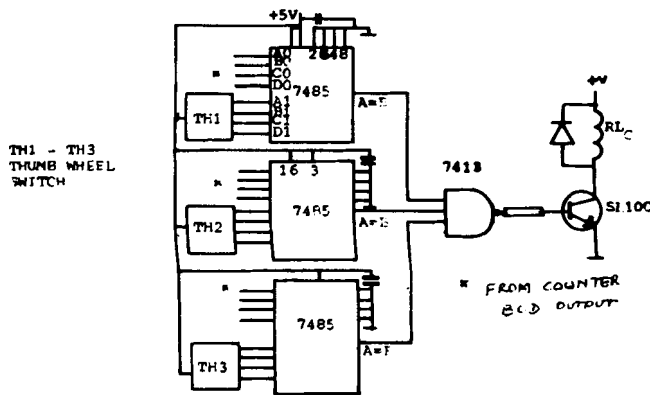 +5V
A0
B0
C0
D0
*
7485
A1
B1
C1
D1
TH1
TH1 - TH3
THUMB WHEEL
SWITCH
16 3
*
7485
TH2
*
7485
TH3
7413
+V
RLC
SL100
* FROM COUNTER
BCD OUTPUT